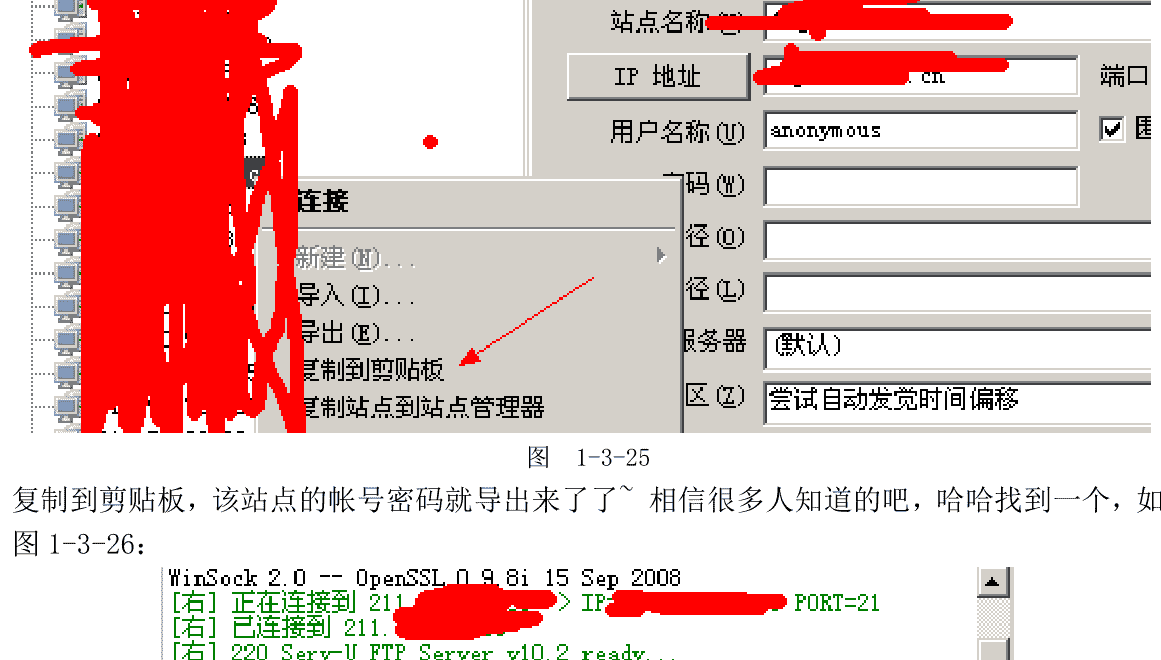 站点名称
IP 地址
cn
端口
用户名称(U)
anonymous
码(W)
连接
径(O)
新建(N)...
导入(I)...
径(L)
导出(E)...
服务器
(默认)
复制到剪贴板
区(Z)
尝试自动发觉时间偏移
复制站点到站点管理器
图 1-3-25
复制到剪贴板，该站点的帐号密码就导出来了了~ 相信很多人知道的吧，哈哈找到一个，如
图 1-3-26：
WinSock 2.0 -- OpenSSL 0.9.8i 15 Sep 2008
[右] 正在连接到 211. > IP= PORT=21
[右] 已连接到 211.
[右] 220 Serv-U FTP Server v10.2 ready...